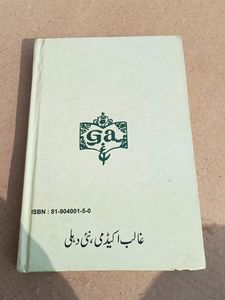 Ga
غ
ISBN : 81-904001-5-0
غالب اکیڈمی، نئی دہلی